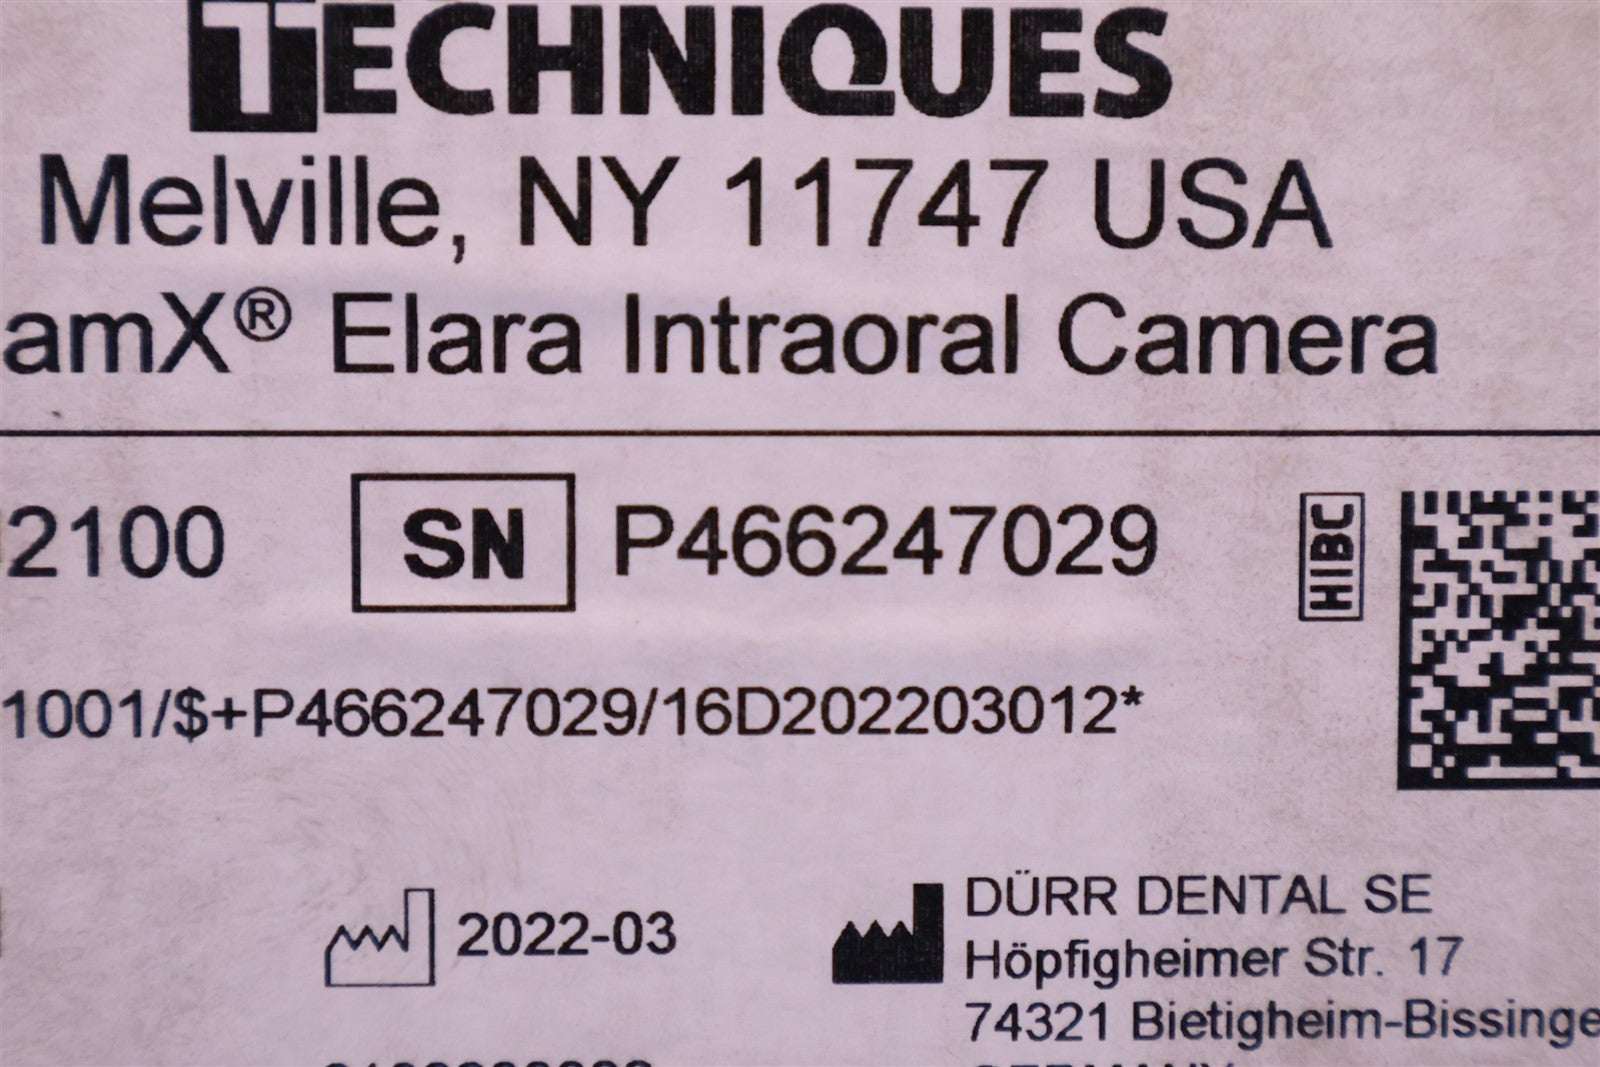 TECHNIQUES
Melville, NY 11747 USA
amX® Elara Intraoral Camera
2100 SN P466247029
HIBC
1001/$+P466247029/16D202203012*
2022-03
DÜRR DENTAL SE
Höpfigheimer Str. 17
74321 Bietigheim-Bissinge